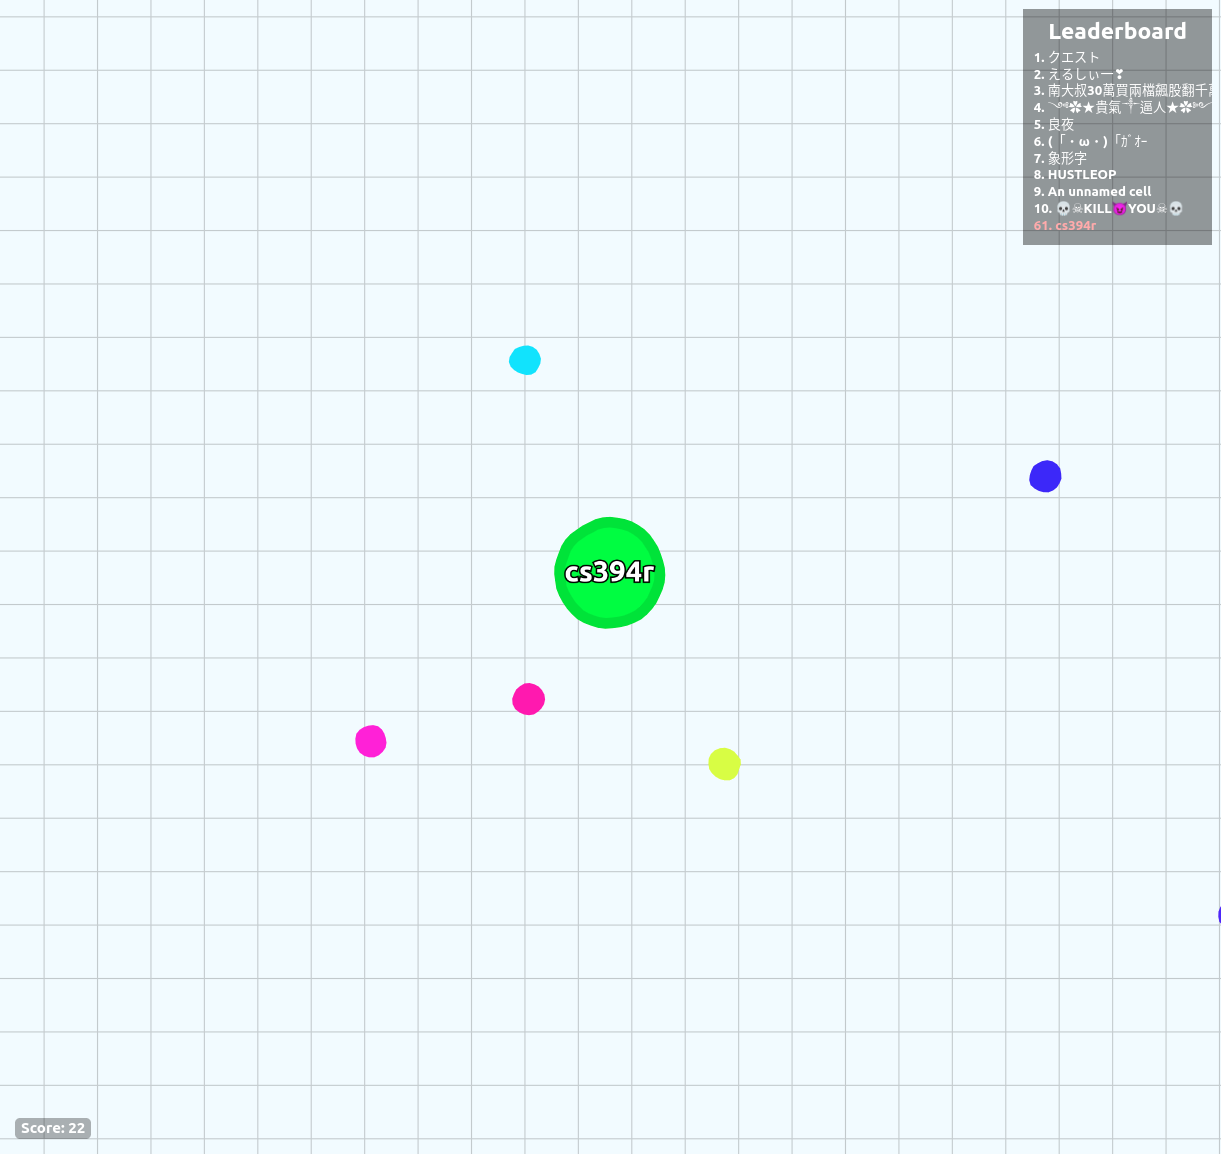 Leaderboard
1. クエスト
2. えるしぃー❣
3. 南大叔30萬買兩檔飆股翻千萬
4. ༺✽★貴氣༒逼人★✽༻
5. 良夜
6. (「・ω・)「ｶﾞｵｰ
7. 象形字
8. HUSTLEOP
9. An unnamed cell
10. 💀☠KILL😈YOU☠💀
61. cs394r
cs394r
Score: 22